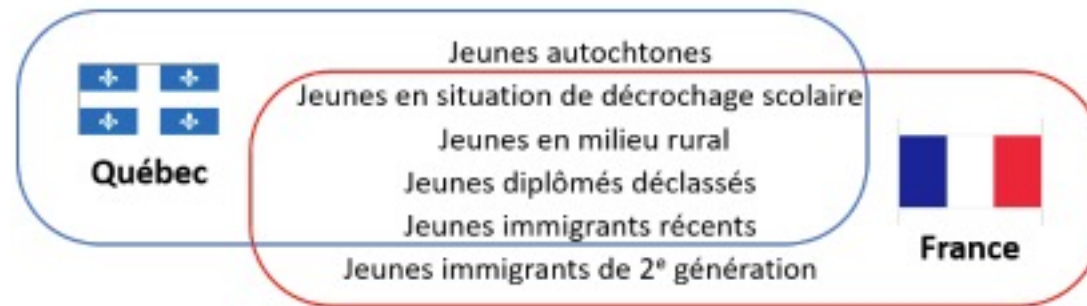 Jeunes autochtones
Jeunes en situation de décrochage scolaire
Jeunes en milieu rural
Québec
Jeunes diplômés déclassés
Jeunes immigrants récents
France
Jeunes immigrants de 2ᵉ génération